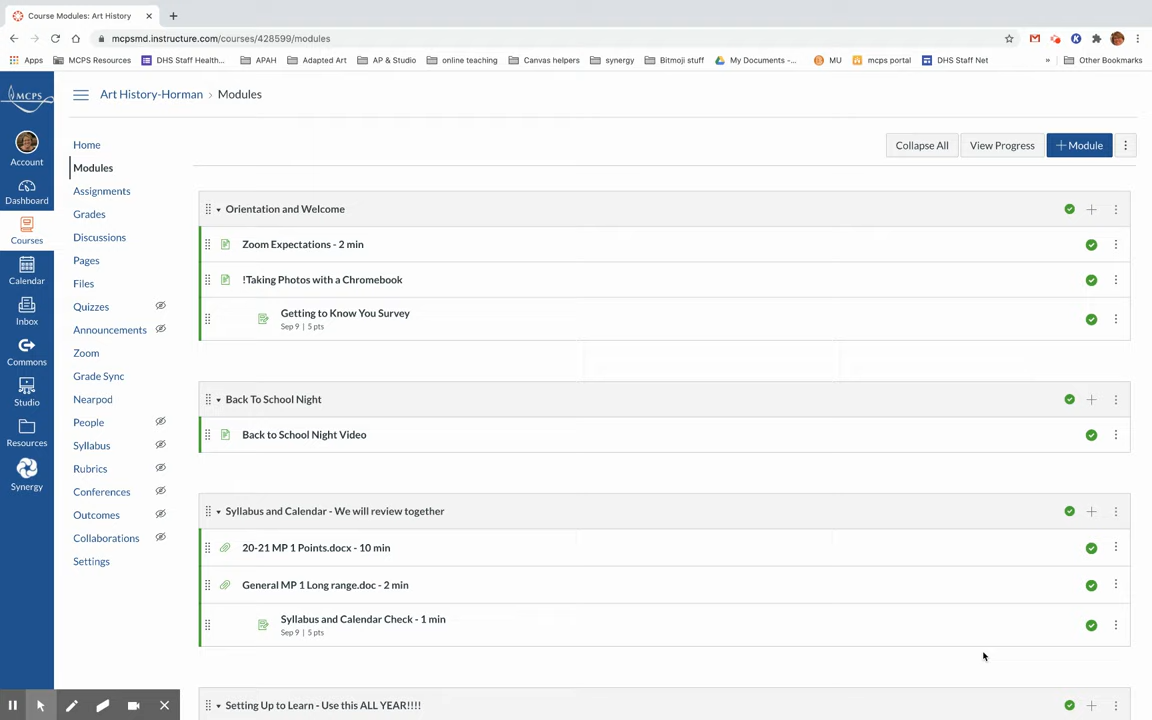 Course Modules: Art History
mcpsmd.instructure.com/courses/428599/modules
Apps
MCPS Resources
DHS Staff Health...
APAH
Adapted Art
AP & Studio
online teaching
Canvas helpers
synergy
Bitmoji stuff
My Documents -...
MU
mcps portal
DHS Staff Net
»
Other Bookmarks
MCPS
Art History-Horman › Modules
Account
Dashboard
Courses
Calendar
Inbox
Commons
Studio
Resources
Synergy
Home
Modules
Assignments
Grades
Discussions
Pages
Files
Quizzes
Announcements
Zoom
Grade Sync
Nearpod
People
Syllabus
Rubrics
Conferences
Outcomes
Collaborations
Settings
Collapse All
View Progress
+ Module
Orientation and Welcome
Zoom Expectations - 2 min
!Taking Photos with a Chromebook
Getting to Know You Survey
Sep 9 | 5 pts
Back To School Night
Back to School Night Video
Syllabus and Calendar - We will review together
20-21 MP 1 Points.docx - 10 min
General MP 1 Long range.doc - 2 min
Syllabus and Calendar Check - 1 min
Sep 9 | 5 pts
Setting Up to Learn - Use this ALL YEAR!!!!